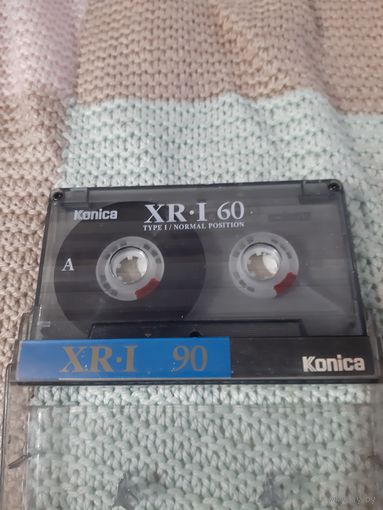 Konica XR·I 60
TYPE I / NORMAL POSITION
A
XR·I 90 Konica